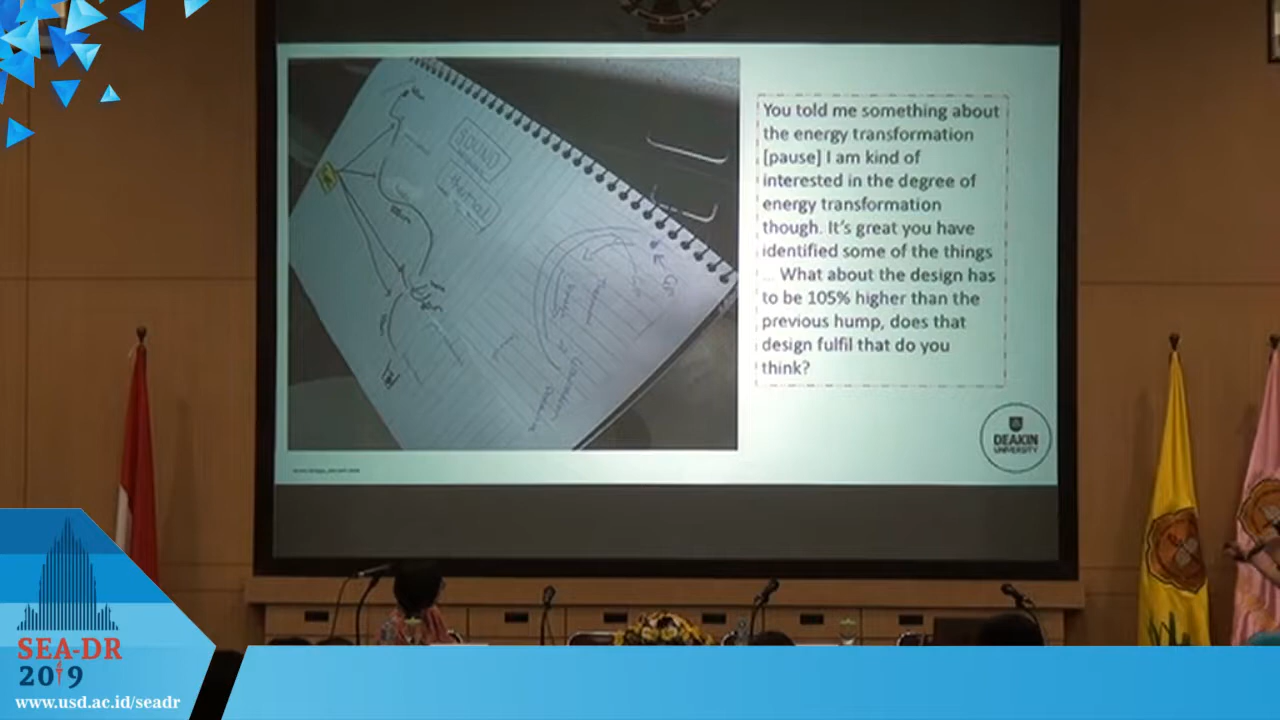 SOUND
You told me something about
the energy transformation
[pause] I am kind of
interested in the degree of
energy transformation
though. It's great you have
identified some of the things
... What about the design has
to be 105% higher than the
previous hump, does that
design fulfil that do you
think?
DEAKIN
UNIVERSITY
SEA-DR
2019
www.usd.ac.id/seadr